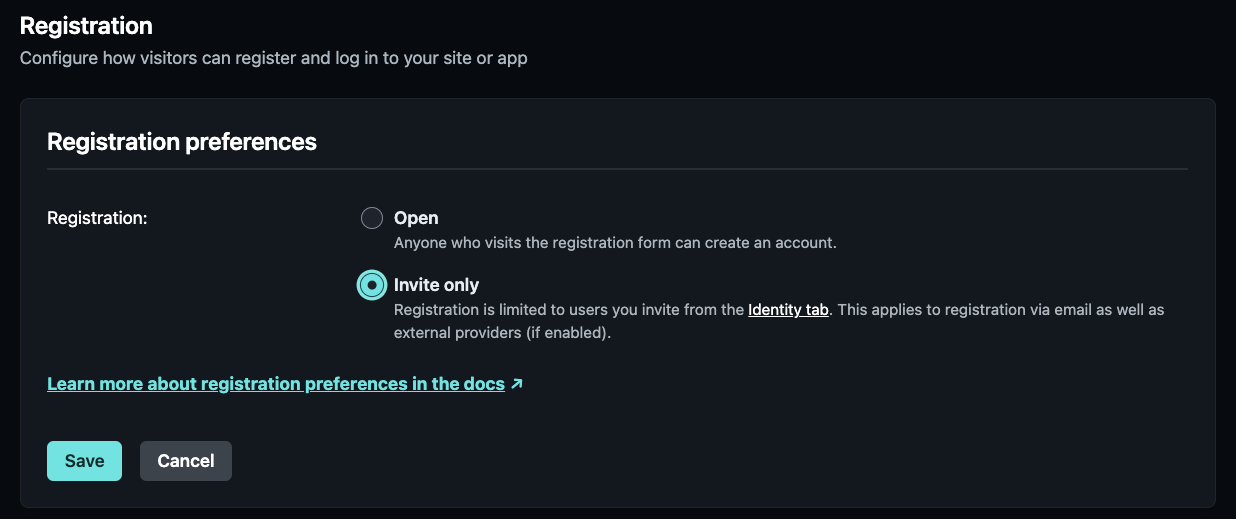 Registration
Configure how visitors can register and log in to your site or app
Registration preferences
Registration:
Open
Anyone who visits the registration form can create an account.
Invite only
Registration is limited to users you invite from the Identity tab. This applies to registration via email as well as
external providers (if enabled).
Learn more about registration preferences in the docs ↗
Save
Cancel